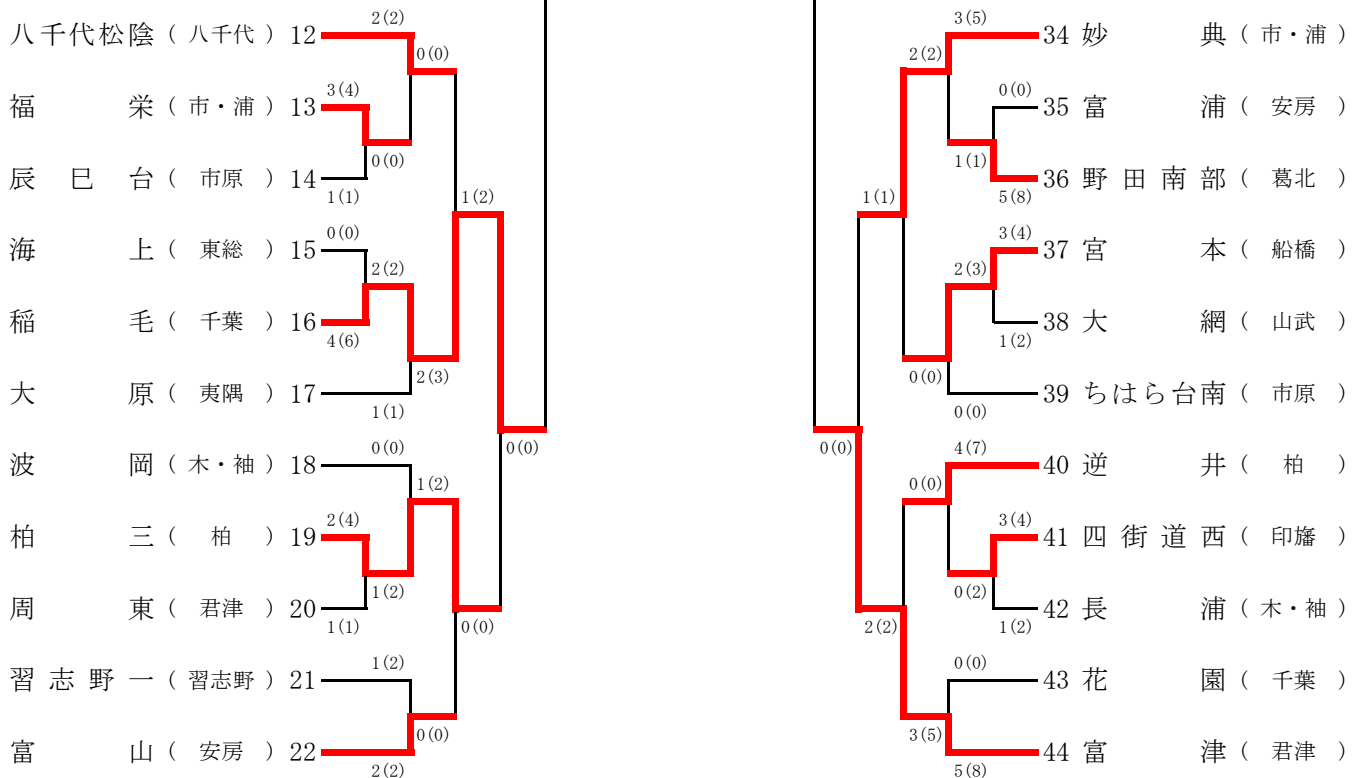 2(2) 3(5)
八千代松陰 ( 八千代 ) 12 34 妙 典 ( 市・浦 )
0(0) 2(2)
3(4) 0(0)
福 栄 ( 市・浦 ) 13 35 富 浦 ( 安房 )
0(0) 1(1)
辰 巳 台 ( 市原 ) 14 36 野 田 南 部 ( 葛北 )
1(1) 1(2) 1(1) 5(8)
0(0) 3(4)
海 上 ( 東総 ) 15 37 宮 本 ( 船橋 )
2(2) 2(3)
稲 毛 ( 千葉 ) 16 38 大 網 ( 山武 )
4(6) 1(2)
2(3) 0(0)
大 原 ( 夷隅 ) 17 39 ちはら台南 ( 市原 )
1(1) 0(0)
0(0) 0(0) 0(0) 4(7)
波 岡 ( 木・袖 ) 18 40 逆 井 ( 柏 )
1(2) 0(0)
2(4) 3(4)
柏 三 ( 柏 ) 19 41 四 街 道 西 ( 印旛 )
1(2) 0(2)
周 東 ( 君津 ) 20 42 長 浦 ( 木・袖 )
1(1) 0(0) 2(2) 1(2)
1(2) 0(0)
習 志 野 一 ( 習志野 ) 21 43 花 園 ( 千葉 )
0(0) 3(5)
富 山 ( 安房 ) 22 44 富 津 ( 君津 )
2(2) 5(8)